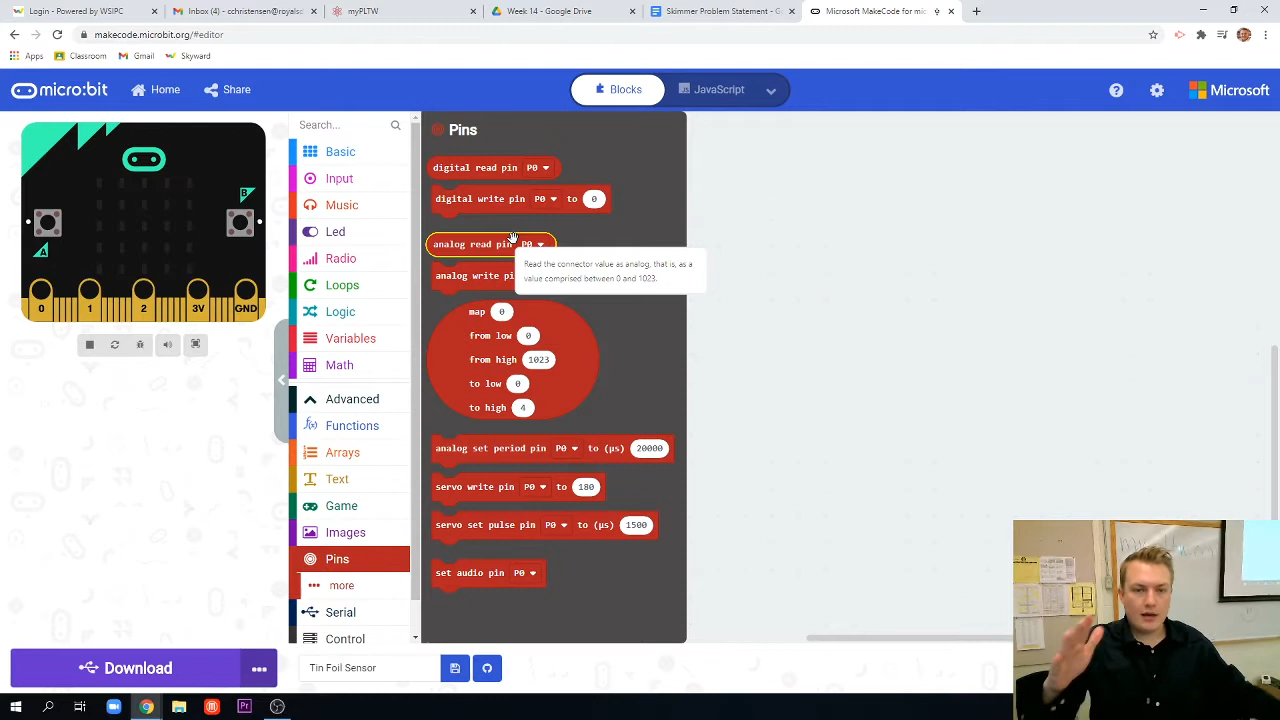 Login - Powered by WSIPC
Inbox (4) - cchristensen@royalsd
myPLTW
Week 14 - Google Drive
Skimmer Problem Statement - Go
Microsoft MakeCode for mic
makecode.microbit.org/#editor
Apps
Classroom
Gmail
Skyward
micro:bit
Home
Share
Blocks
JavaScript
Microsoft
Search...
Basic
Input
Music
Led
Radio
Loops
Logic
Variables
Math
Advanced
Functions
Arrays
Text
Game
Images
Pins
more
Serial
Control
A
B
0 1 2 3V GND
Pins
digital read pin P0
digital write pin P0 to 0
analog read pin P0
Read the connector value as analog, that is, as a
value comprised between 0 and 1023.
analog write pi
map 0
from low 0
from high 1023
to low 0
to high 4
analog set period pin P0 to (µs) 20000
servo write pin P0 to 180
servo set pulse pin P0 to (µs) 1500
set audio pin P0
Download
Tin Foil Sensor